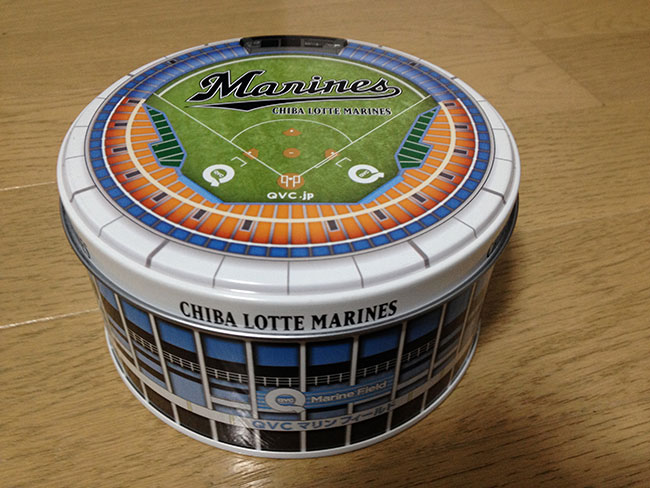 Marines
CHIBA LOTTE MARINES
QVC.jp
CHIBA LOTTE MARINES
QVC Marine Field
QVC マリンフィールド